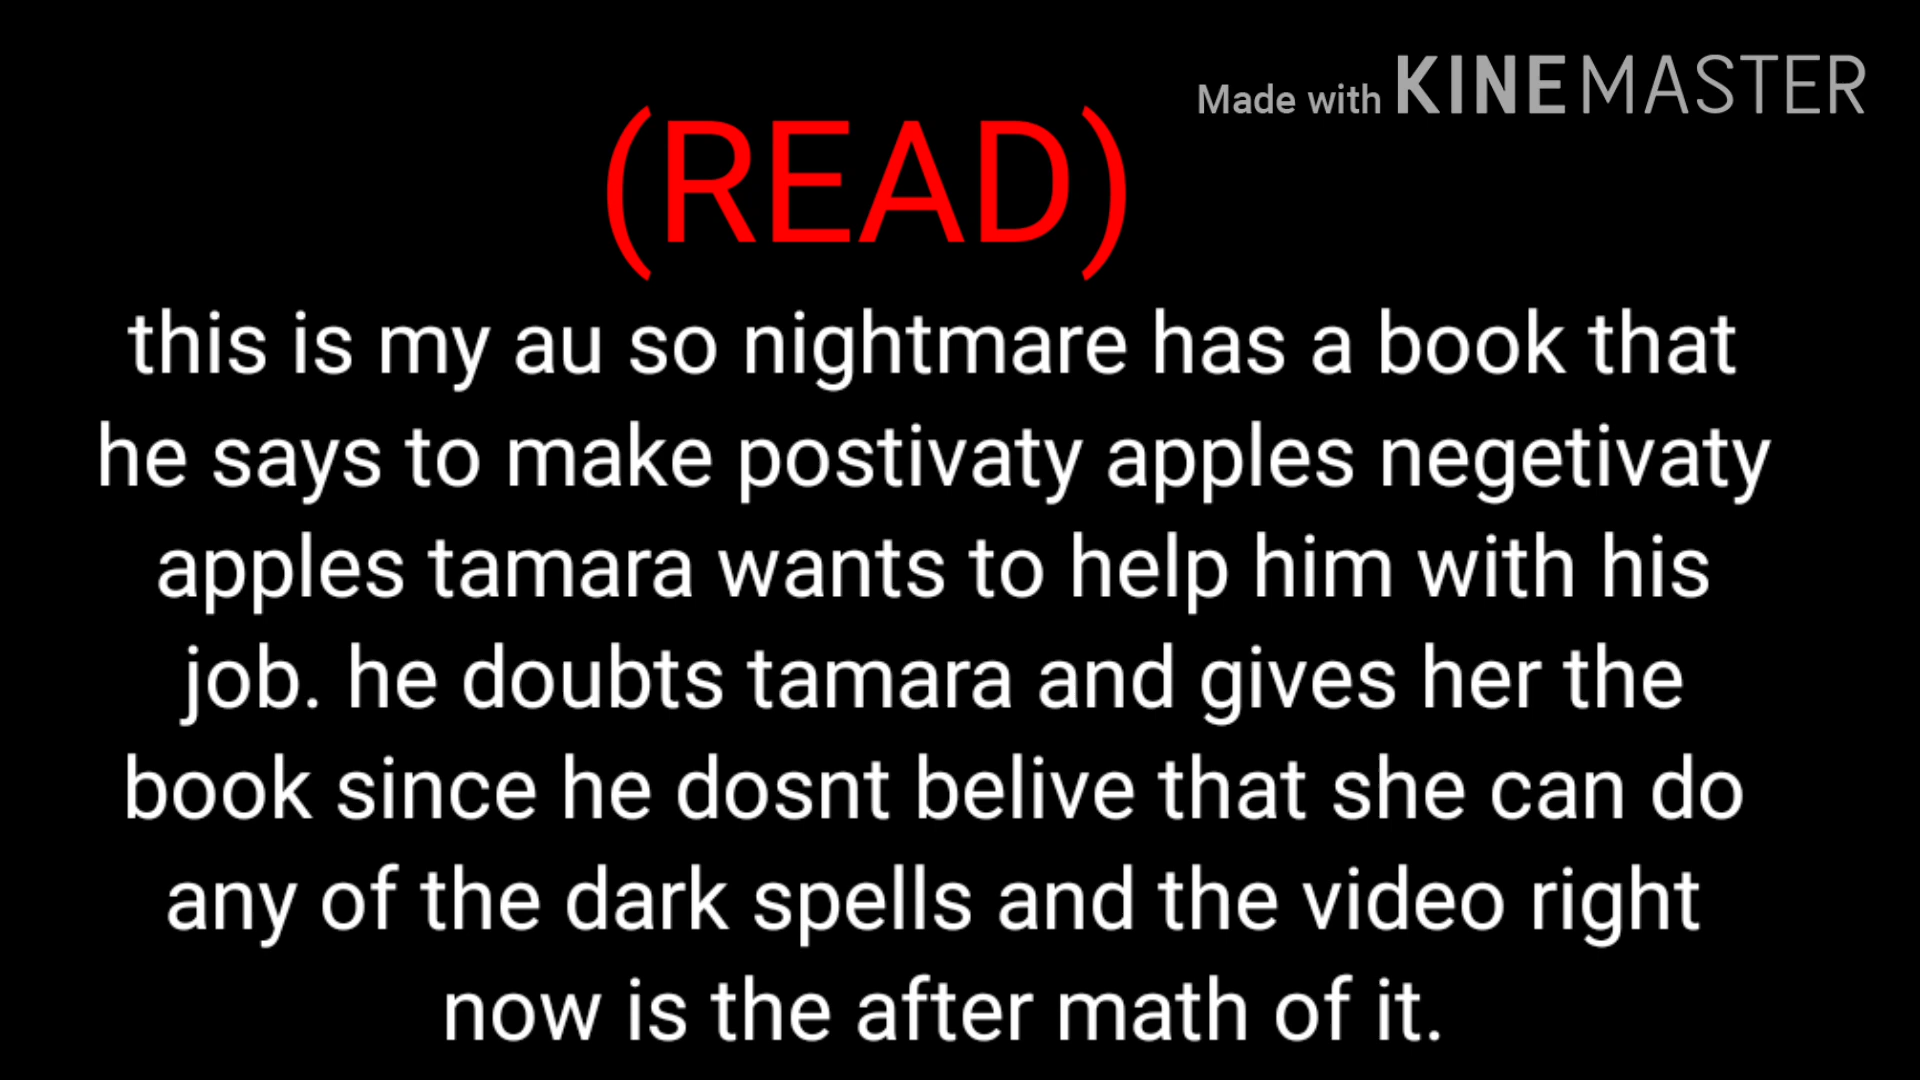 Made with KINEMASTER
(READ)
this is my au so nightmare has a book that
he says to make postivaty apples negetivaty
apples tamara wants to help him with his
job. he doubts tamara and gives her the
book since he dosnt belive that she can do
any of the dark spells and the video right
now is the after math of it.